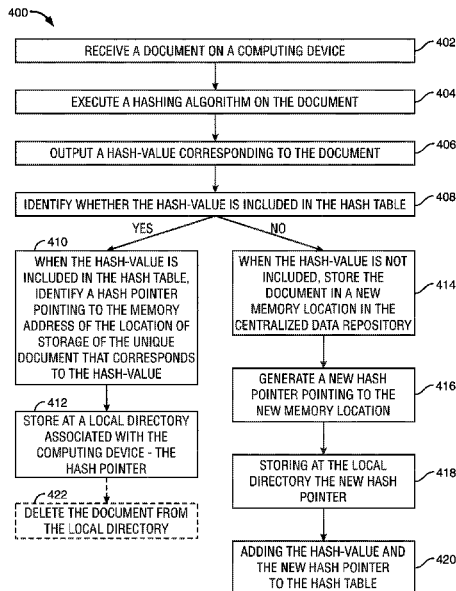 400
RECEIVE A DOCUMENT ON A COMPUTING DEVICE
402
EXECUTE A HASHING ALGORITHM ON THE DOCUMENT
404
OUTPUT A HASH-VALUE CORRESPONDING TO THE DOCUMENT
406
IDENTIFY WHETHER THE HASH-VALUE IS INCLUDED IN THE HASH TABLE
408
YES
NO
410
WHEN THE HASH-VALUE IS
INCLUDED IN THE HASH TABLE,
IDENTIFY A HASH POINTER
POINTING TO THE MEMORY
ADDRESS OF THE LOCATION OF
STORAGE OF THE UNIQUE
DOCUMENT THAT CORRESPONDS
TO THE HASH-VALUE
412
STORE AT A LOCAL DIRECTORY
ASSOCIATED WITH THE
COMPUTING DEVICE - THE
HASH POINTER
422
DELETE THE DOCUMENT FROM
THE LOCAL DIRECTORY
WHEN THE HASH-VALUE IS NOT
INCLUDED, STORE THE
DOCUMENT IN A NEW
MEMORY LOCATION IN THE
CENTRALIZED DATA REPOSITORY
414
GENERATE A NEW HASH
POINTER POINTING TO THE
NEW MEMORY LOCATION
416
STORING AT THE LOCAL
DIRECTORY THE NEW HASH
POINTER
418
ADDING THE HASH-VALUE AND
THE NEW HASH POINTER
TO THE HASH TABLE
420